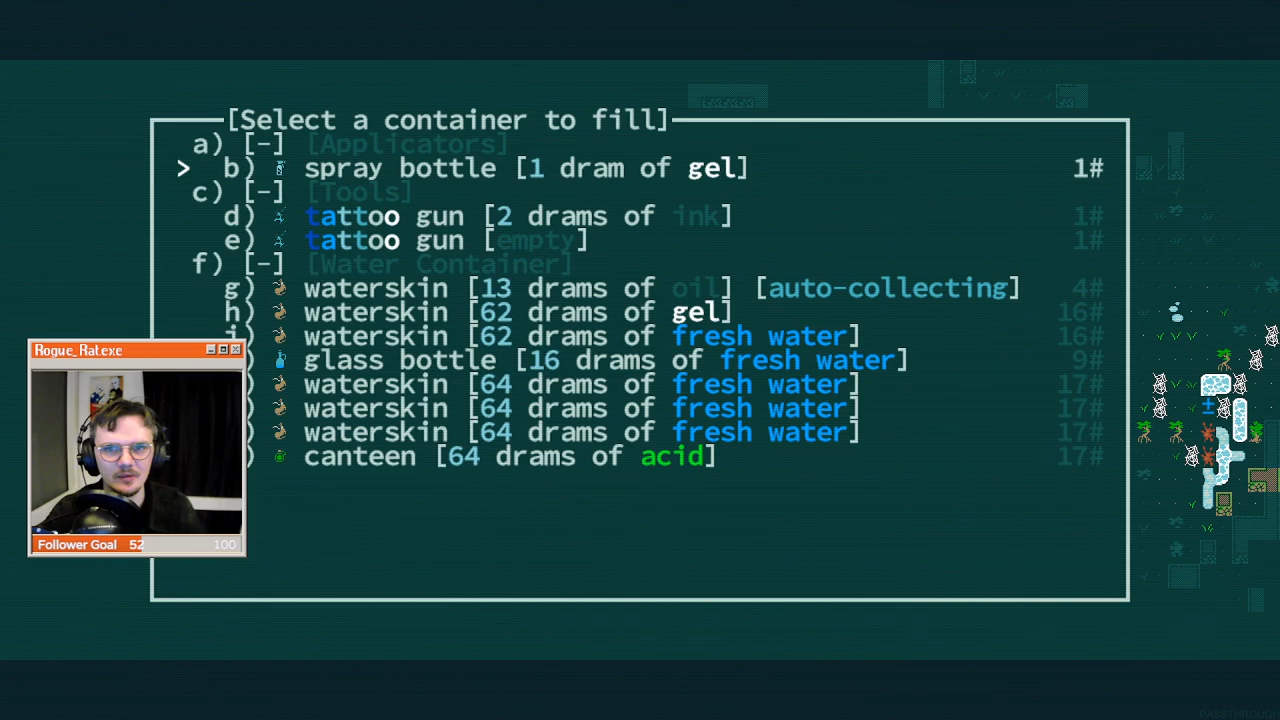 [Select a container to fill]
a) [-] [Applicators]
> b) spray bottle [1 dram of gel] 1#
c) [-] [Tools]
d) tattoo gun [2 drams of ink] 1#
e) tattoo gun [empty] 1#
f) [-] [Water Container]
g) waterskin [13 drams of oil] [auto-collecting] 4#
h) waterskin [62 drams of gel] 16#
i) waterskin [62 drams of fresh water] 16#
) glass bottle [16 drams of fresh water] 9#
) waterskin [64 drams of fresh water] 17#
) waterskin [64 drams of fresh water] 17#
) waterskin [64 drams of fresh water] 17#
) canteen [64 drams of acid] 17#
Rogue_Rat.exe
Follower Goal 52 100